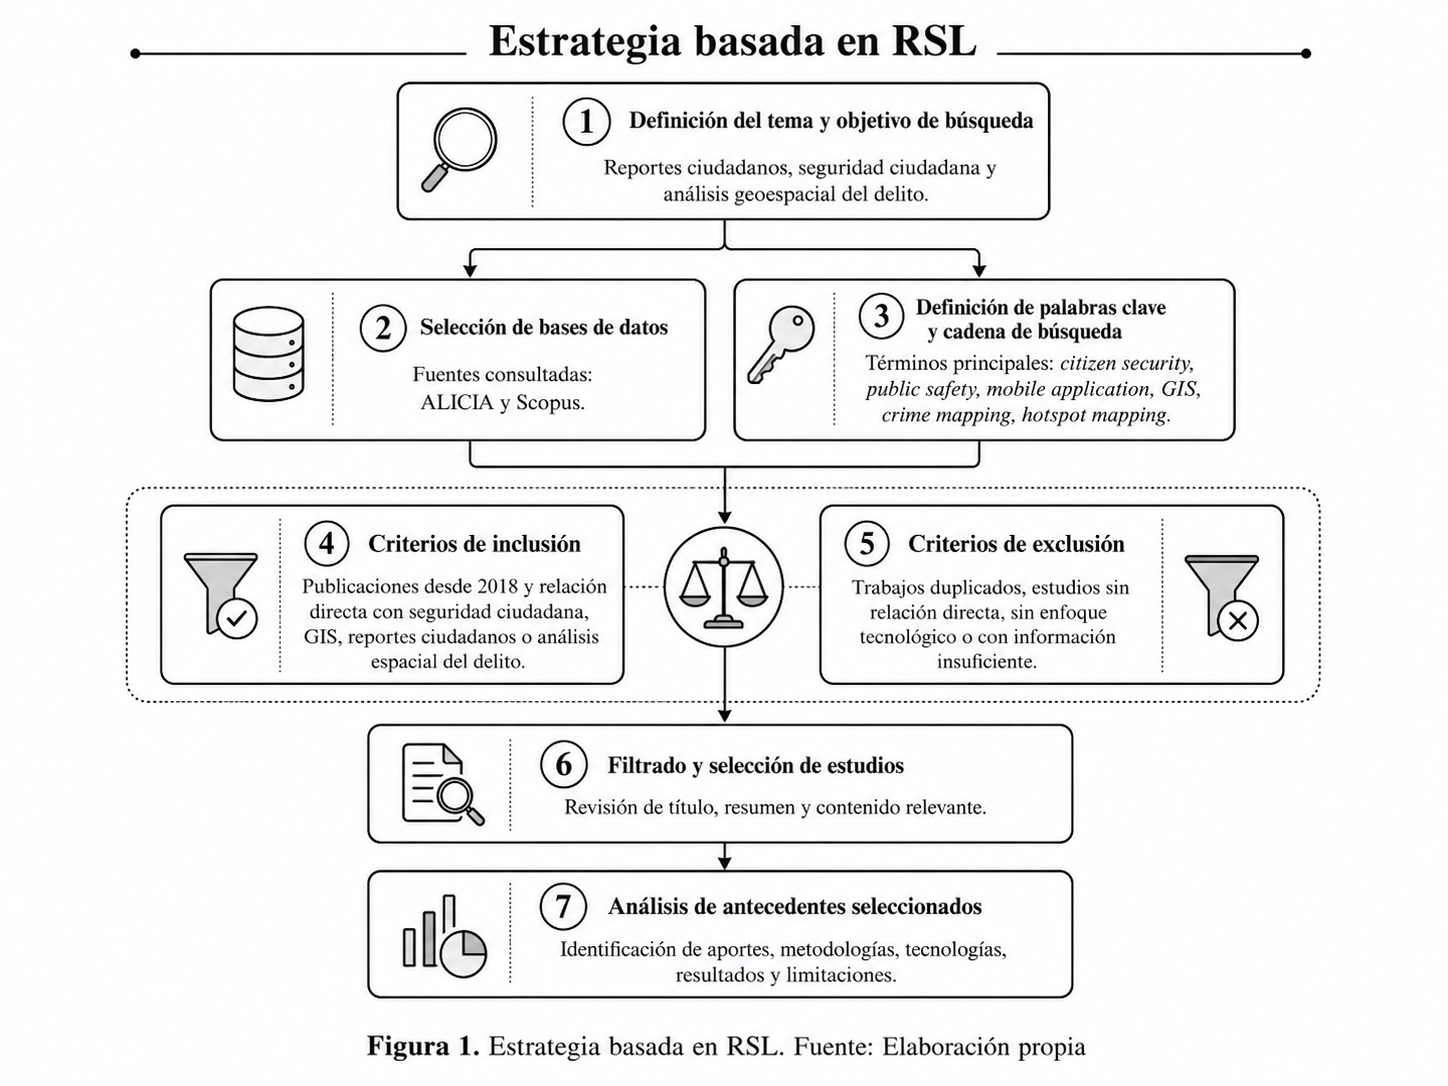 Estrategia basada en RSL
1 Definición del tema y objetivo de búsqueda
Reportes ciudadanos, seguridad ciudadana y
análisis geoespacial del delito.
2 Selección de bases de datos
Fuentes consultadas:
ALICIA y Scopus.
3 Definición de palabras clave
y cadena de búsqueda
Términos principales: citizen security,
public safety, mobile application, GIS,
crime mapping, hotspot mapping.
4 Criterios de inclusión
Publicaciones desde 2018 y relación
directa con seguridad ciudadana,
GIS, reportes ciudadanos o análisis
espacial del delito.
5 Criterios de exclusión
Trabajos duplicados, estudios sin
relación directa, sin enfoque
tecnológico o con información
insuficiente.
6 Filtrado y selección de estudios
Revisión de título, resumen y contenido relevante.
7 Análisis de antecedentes seleccionados
Identificación de aportes, metodologías, tecnologías,
resultados y limitaciones.
Figura 1. Estrategia basada en RSL. Fuente: Elaboración propia